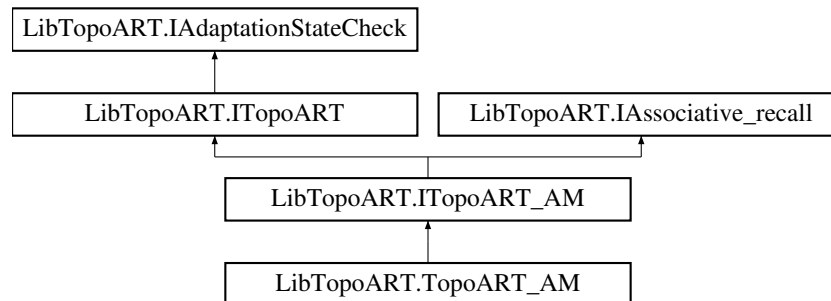 LibTopoART.IAdaptationStateCheck
LibTopoART.ITopoART
LibTopoART.IAssociative_recall
LibTopoART.ITopoART_AM
LibTopoART.TopoART_AM